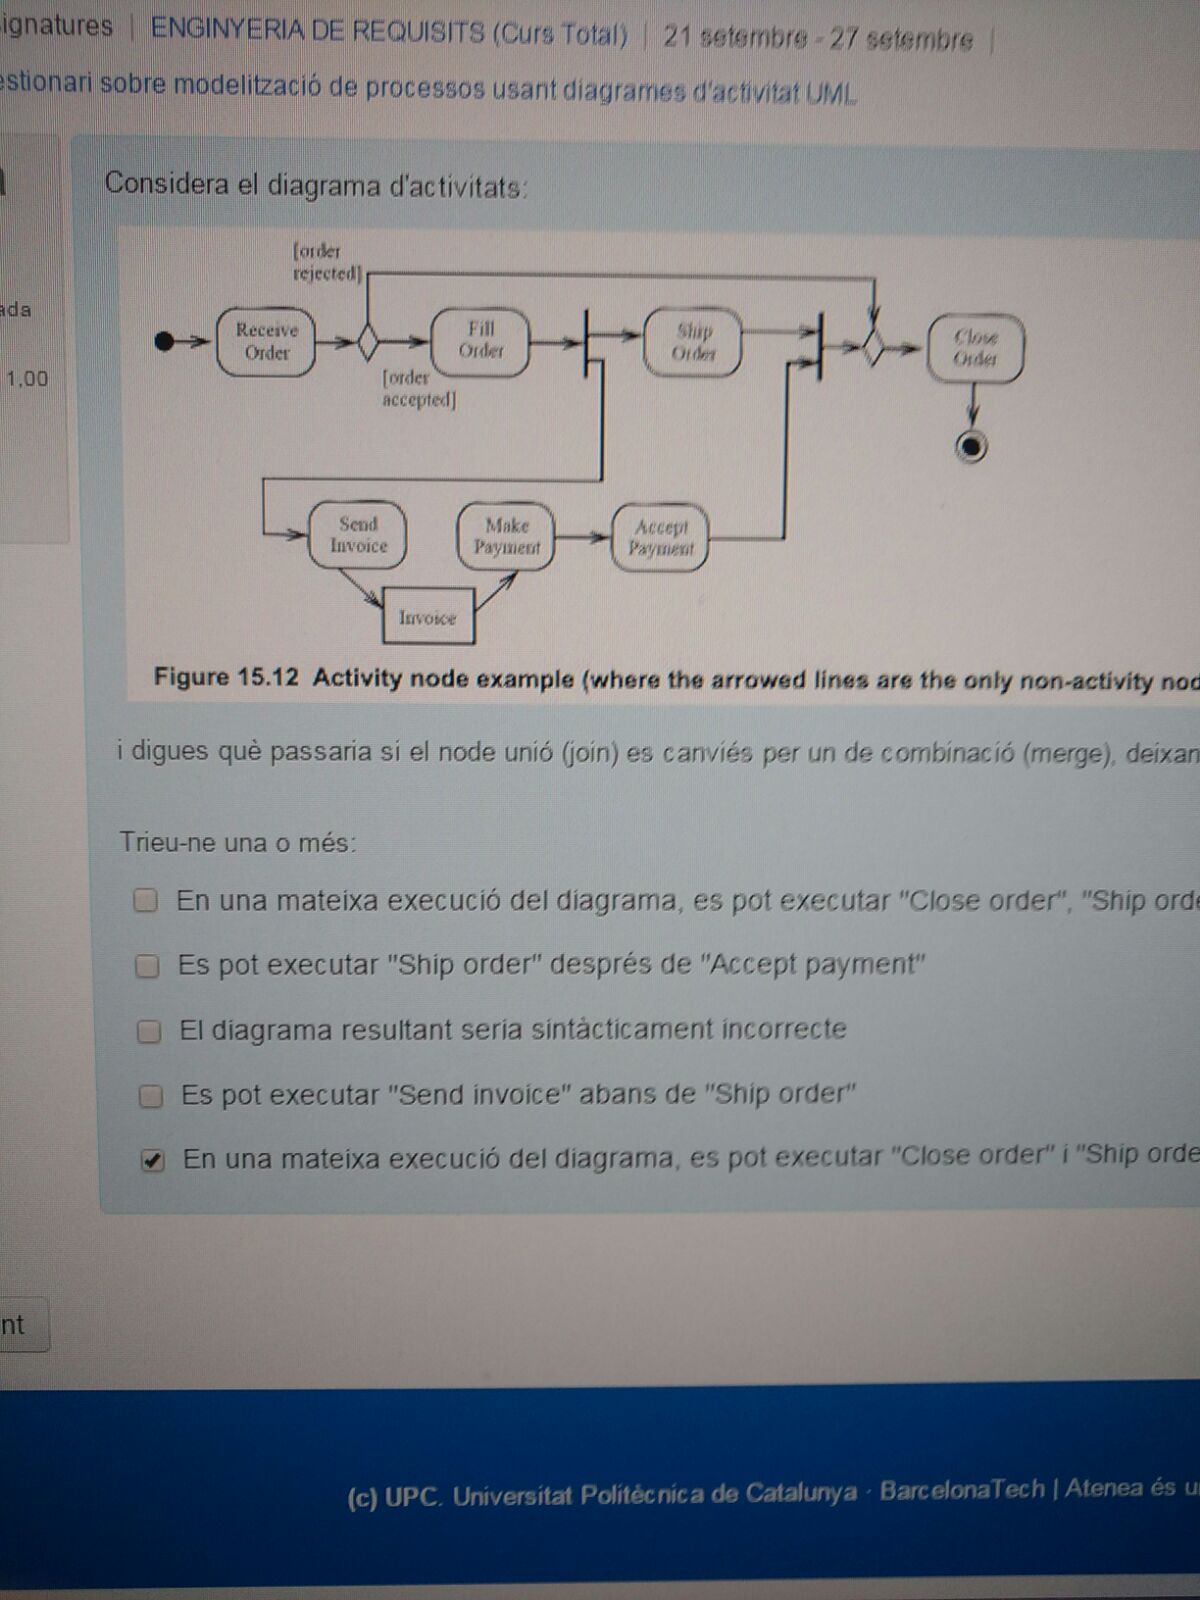 ignatures | ENGINYERIA DE REQUISITS (Curs Total) | 21 setembre - 27 setembre |
estionari sobre modelització de processos usant diagrames d'activitat UML
Considera el diagrama d'activitats:
[order
rejected]
Receive
Order
Fill
Order
Ship
Order
Close
Order
[order
accepted]
Send
Invoice
Make
Payment
Accept
Payment
Invoice
Figure 15.12 Activity node example (where the arrowed lines are the only non-activity nod
ada
1,00
i digues què passaria si el node unió (join) es canviés per un de combinació (merge), deixan
Trieu-ne una o més:
En una mateixa execució del diagrama, es pot executar "Close order", "Ship orde
Es pot executar "Ship order" després de "Accept payment"
El diagrama resultant seria sintàcticament incorrecte
Es pot executar "Send invoice" abans de "Ship order"
En una mateixa execució del diagrama, es pot executar "Close order" i "Ship orde
nt
(c) UPC. Universitat Politècnica de Catalunya · BarcelonaTech | Atenea és u